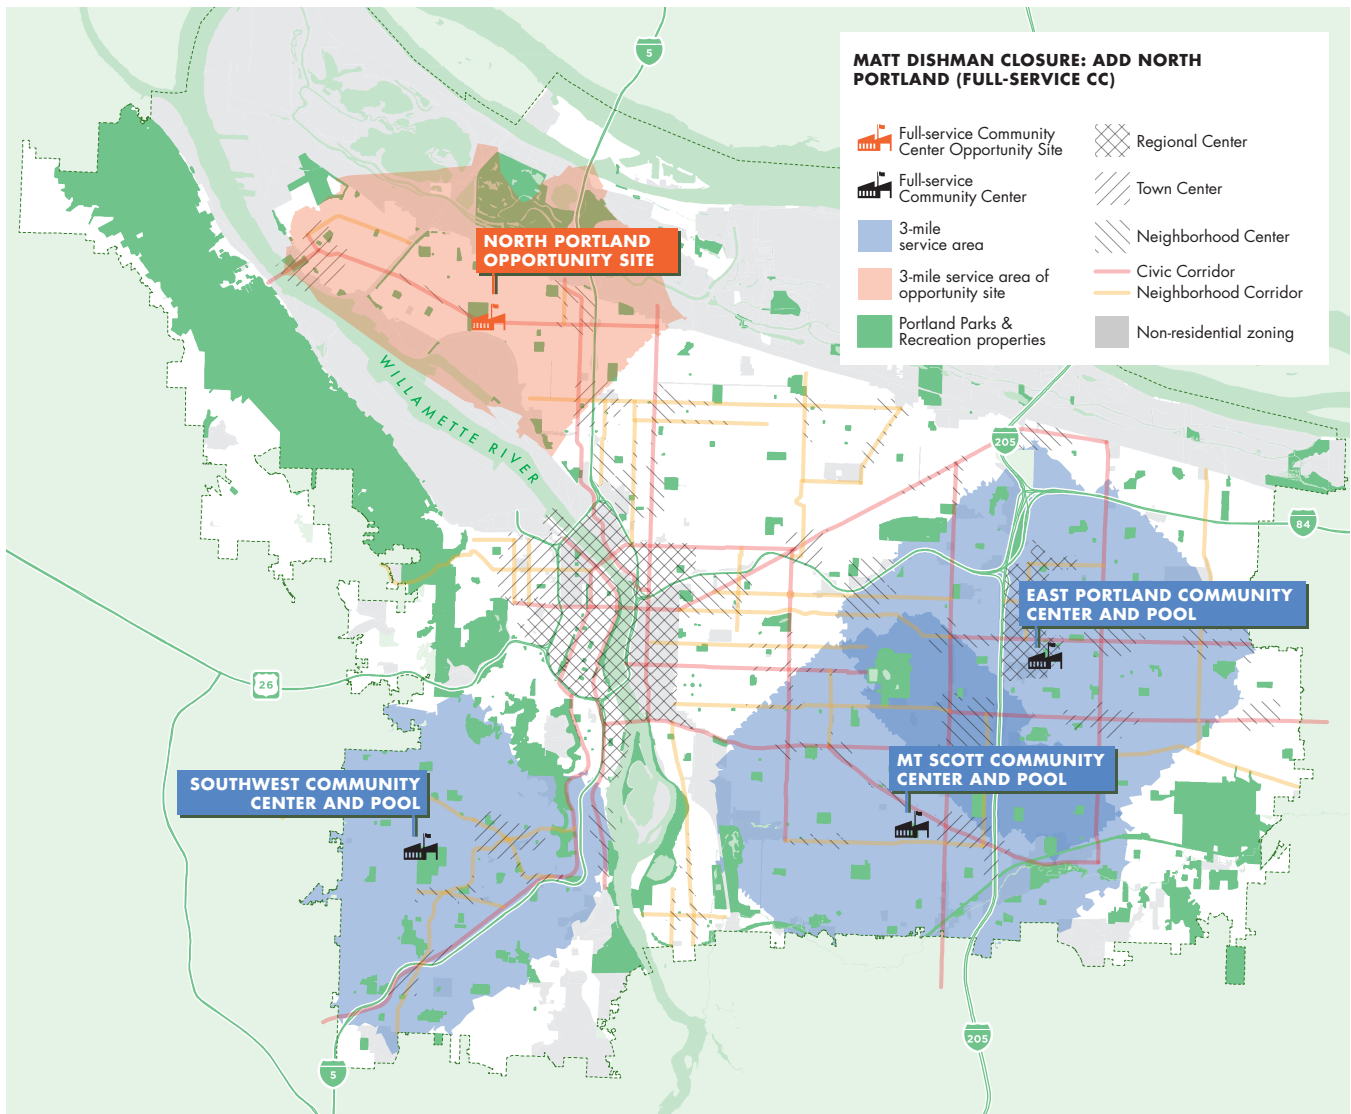 MATT DISHMAN CLOSURE: ADD NORTH
PORTLAND (FULL-SERVICE CC)
Full-service Community
Center Opportunity Site
Full-service
Community Center
3-mile
service area
3-mile service area of
opportunity site
Portland Parks &
Recreation properties
Regional Center
Town Center
Neighborhood Center
Civic Corridor
Neighborhood Corridor
Non-residential zoning
5
NORTH PORTLAND
OPPORTUNITY SITE
WILLAMETTE RIVER
205
84
EAST PORTLAND COMMUNITY
CENTER AND POOL
26
MT SCOTT COMMUNITY
CENTER AND POOL
SOUTHWEST COMMUNITY
CENTER AND POOL
205
5